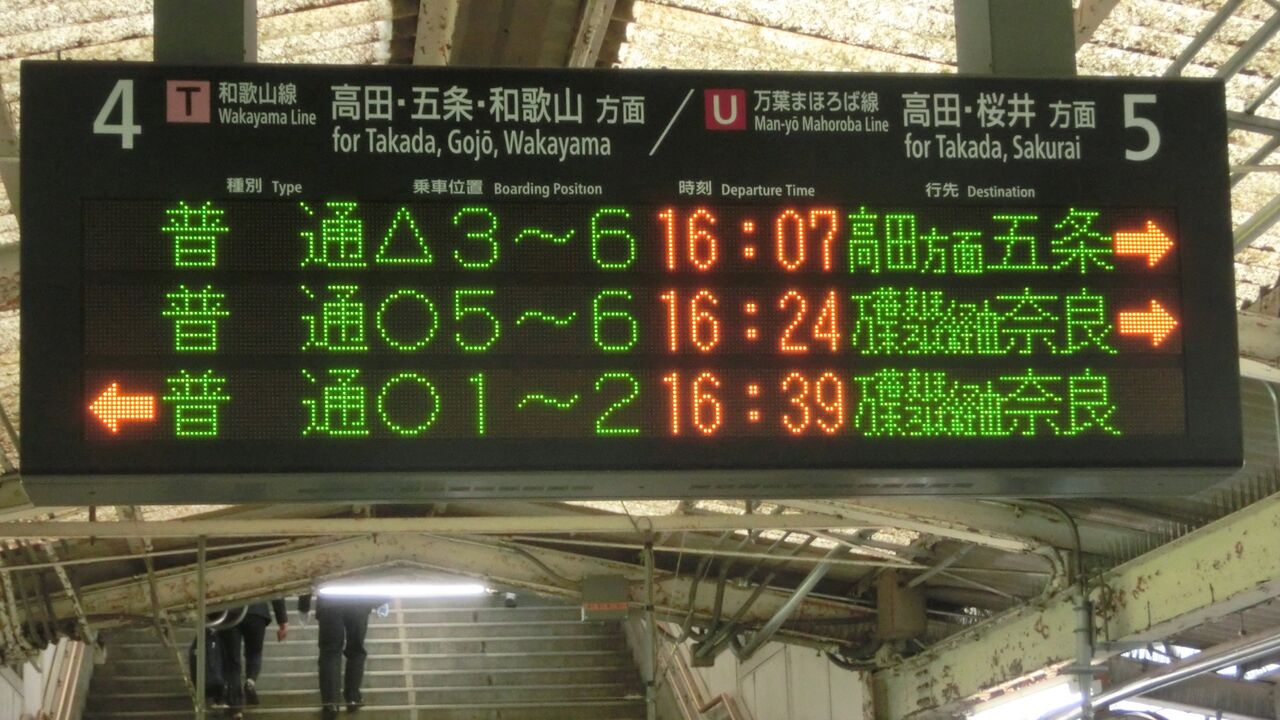 4 T 和歌山線 高田・五条・和歌山 方面 / U 万葉まほろば線 高田・桜井 方面 5
Wakayama Line for Takada, Gojō, Wakayama Man-yō Mahoroba Line for Takada, Sakurai
種別 Type 乗車位置 Boarding Position 時刻 Departure Time 行先 Destination
普 通 △ 3～6 16:07 高田方面 五条 →
普 通 ○ 5～6 16:24 奈良 →
← 普 通 ○ 1～2 16:39 奈良